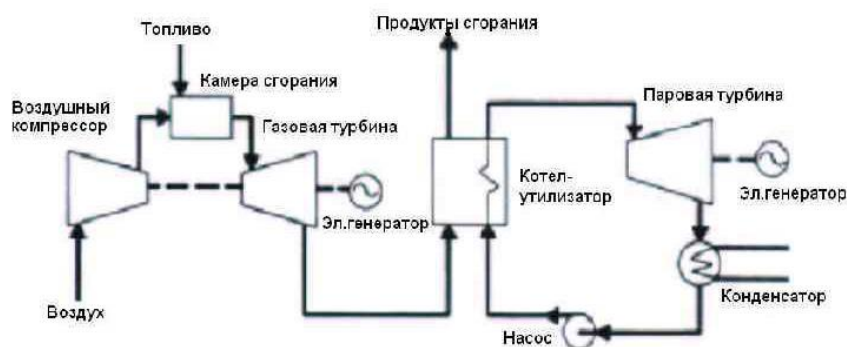 Продукты сгорания
Топливо
Камера сгорания
Воздушный
компрессор
Газовая турбина
Паровая турбина
Котел-
утилизатор
Эл.генератор
Эл.генератор
Конденсатор
Воздух
Насос